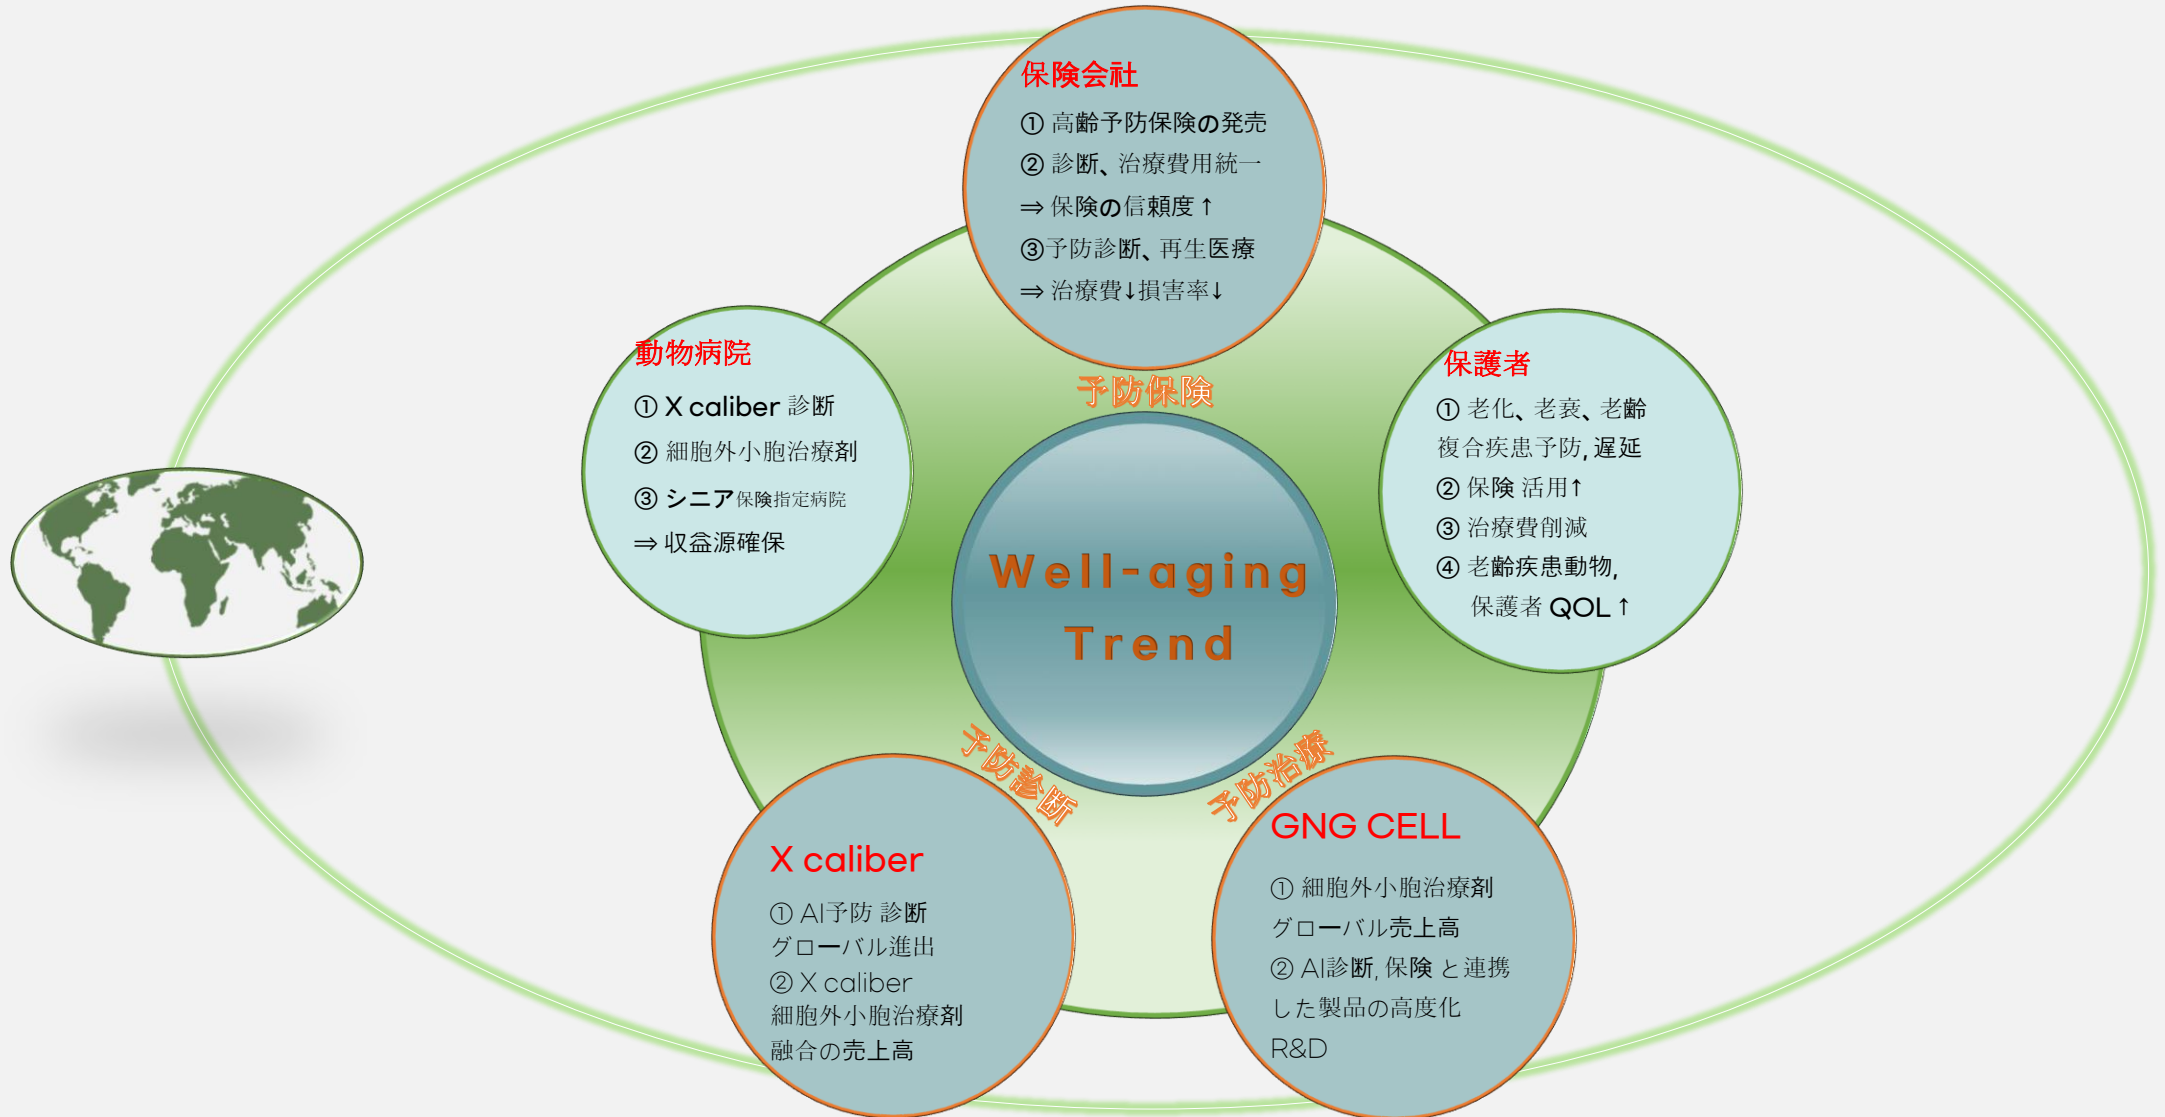 保険会社
① 高齢予防保険の発売
② 診断、治療費用統一
⇒ 保険の信頼度 ↑
③予防診断、再生医療
⇒ 治療費↓損害率↓
動物病院
① X caliber 診断
② 細胞外小胞治療剤
③ シニア保険指定病院
⇒ 収益源確保
保護者
① 老化、老衰、老齢
複合疾患予防, 遅延
② 保険 活用↑
③ 治療費削減
④ 老齢疾患動物,
保護者 QOL ↑
予防保険
Well-aging
Trend
予防診断
予防治療
X caliber
① AI予防 診断
グローバル進出
② X caliber
細胞外小胞治療剤
融合の売上高
GNG CELL
① 細胞外小胞治療剤
グローバル売上高
② AI診断, 保険 と連携
した製品の高度化
R&D